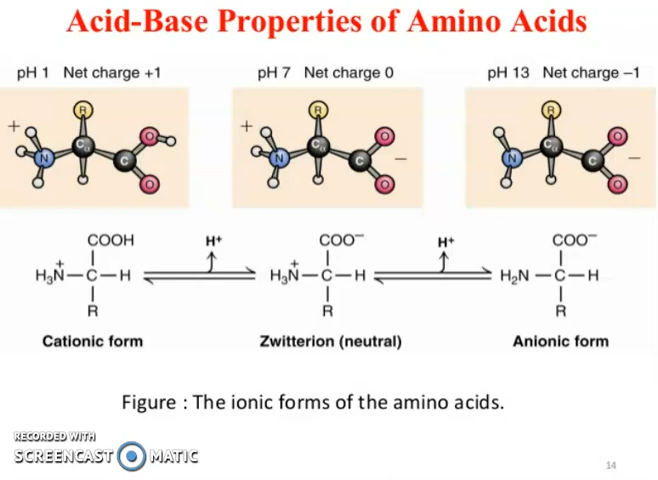 Acid-Base Properties of Amino Acids
pH 1 Net charge +1
pH 7 Net charge 0
pH 13 Net charge –1
+
R
N
Cα
C
O
O
+
R
N
Cα
C
O
O
–
R
N
Cα
C
O
O
–
COOH
H₃N⁺—C—H
R
H⁺
COO⁻
H₃N⁺—C—H
R
H⁺
COO⁻
H₂N—C—H
R
Cationic form
Zwitterion (neutral)
Anionic form
Figure : The ionic forms of the amino acids.
RECORDED WITH
SCREENCAST MATIC
14